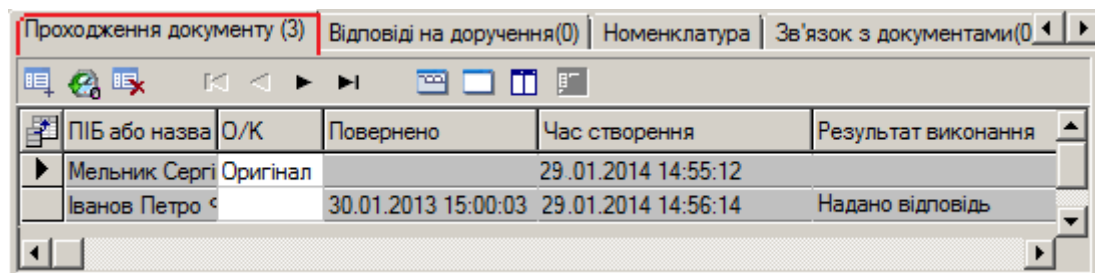 Проходження документу (3) Відповіді на доручення(0) Номенклатура Зв'язок з документами(0
ПІБ або назва О/К Повернено Час створення Результат виконання
Мельник Сергі Оригінал 29.01.2014 14:55:12
Іванов Петро 30.01.2013 15:00:03 29.01.2014 14:56:14 Надано відповідь